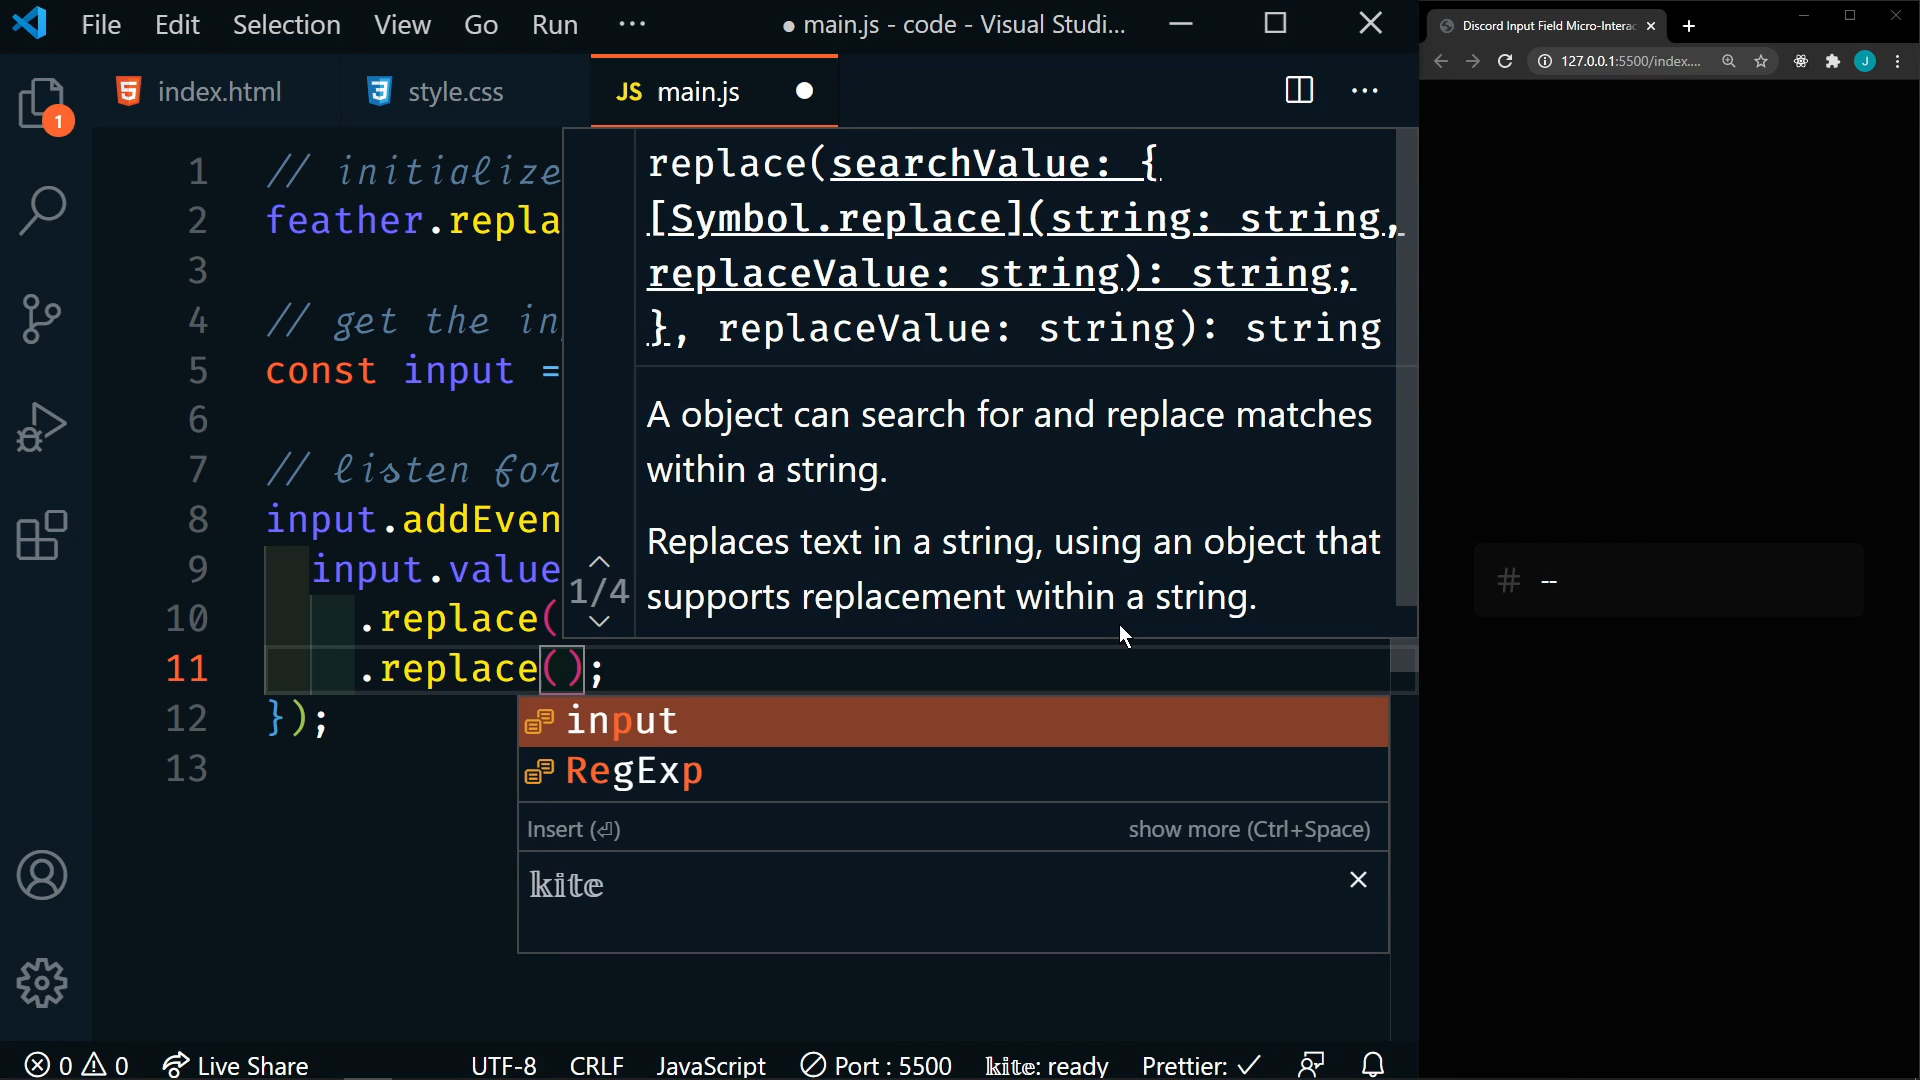 File Edit Selection View Go Run ··· ● main.js - code - Visual Studi...
index.html style.css JS main.js ●
1
1 // initialize
2 feather.repla
3
4 // get the in
5 const input =
6
7 // listen for
8 input.addEven
9 input.value
10 .replace(
11 .replace();
12 });
13
replace(searchValue: {
[Symbol.replace](string: string,
replaceValue: string): string;
}, replaceValue: string): string
A object can search for and replace matches
within a string.
Replaces text in a string, using an object that
1/4
supports replacement within a string.
input
RegExp
Insert (⏎) show more (Ctrl+Space)
kite
0 0 Live Share UTF-8 CRLF JavaScript Port : 5500 kite: ready Prettier: ✓
Discord Input Field Micro-Interac
127.0.0.1:5500/index.... J
# --